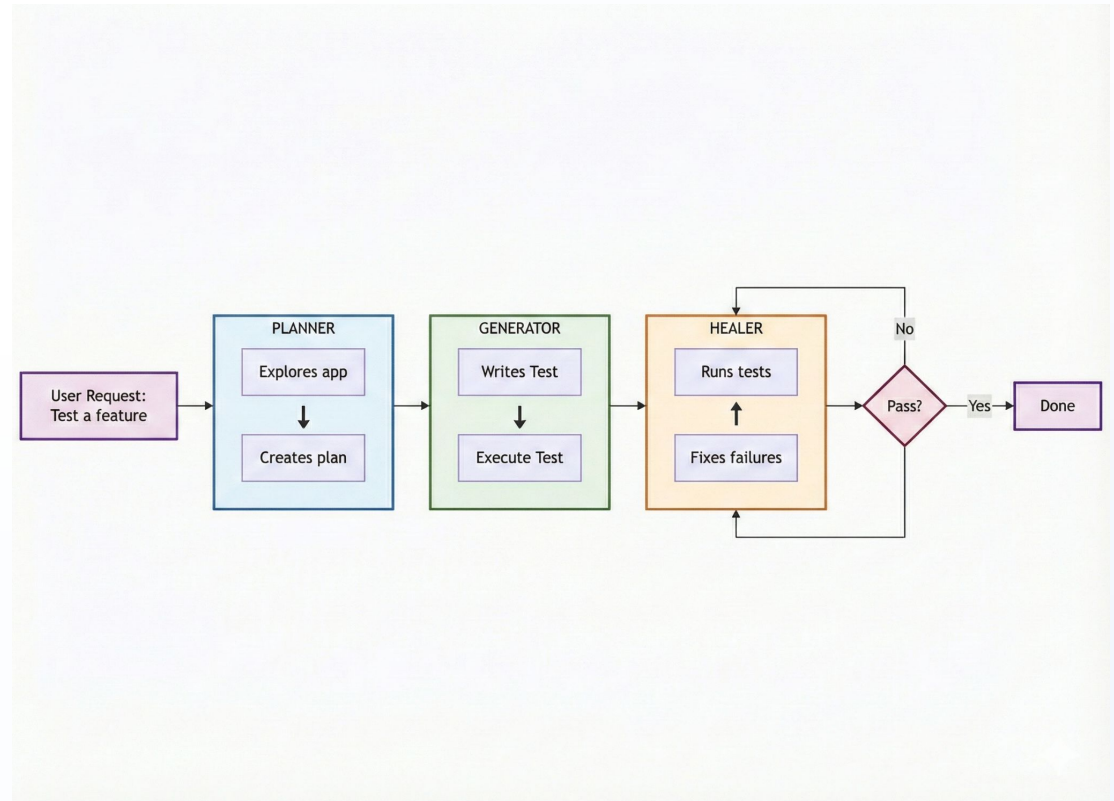 User Request:
Test a feature
PLANNER
Explores app
Creates plan
GENERATOR
Writes Test
Execute Test
HEALER
Runs tests
Fixes failures
No
Pass?
Yes
Done